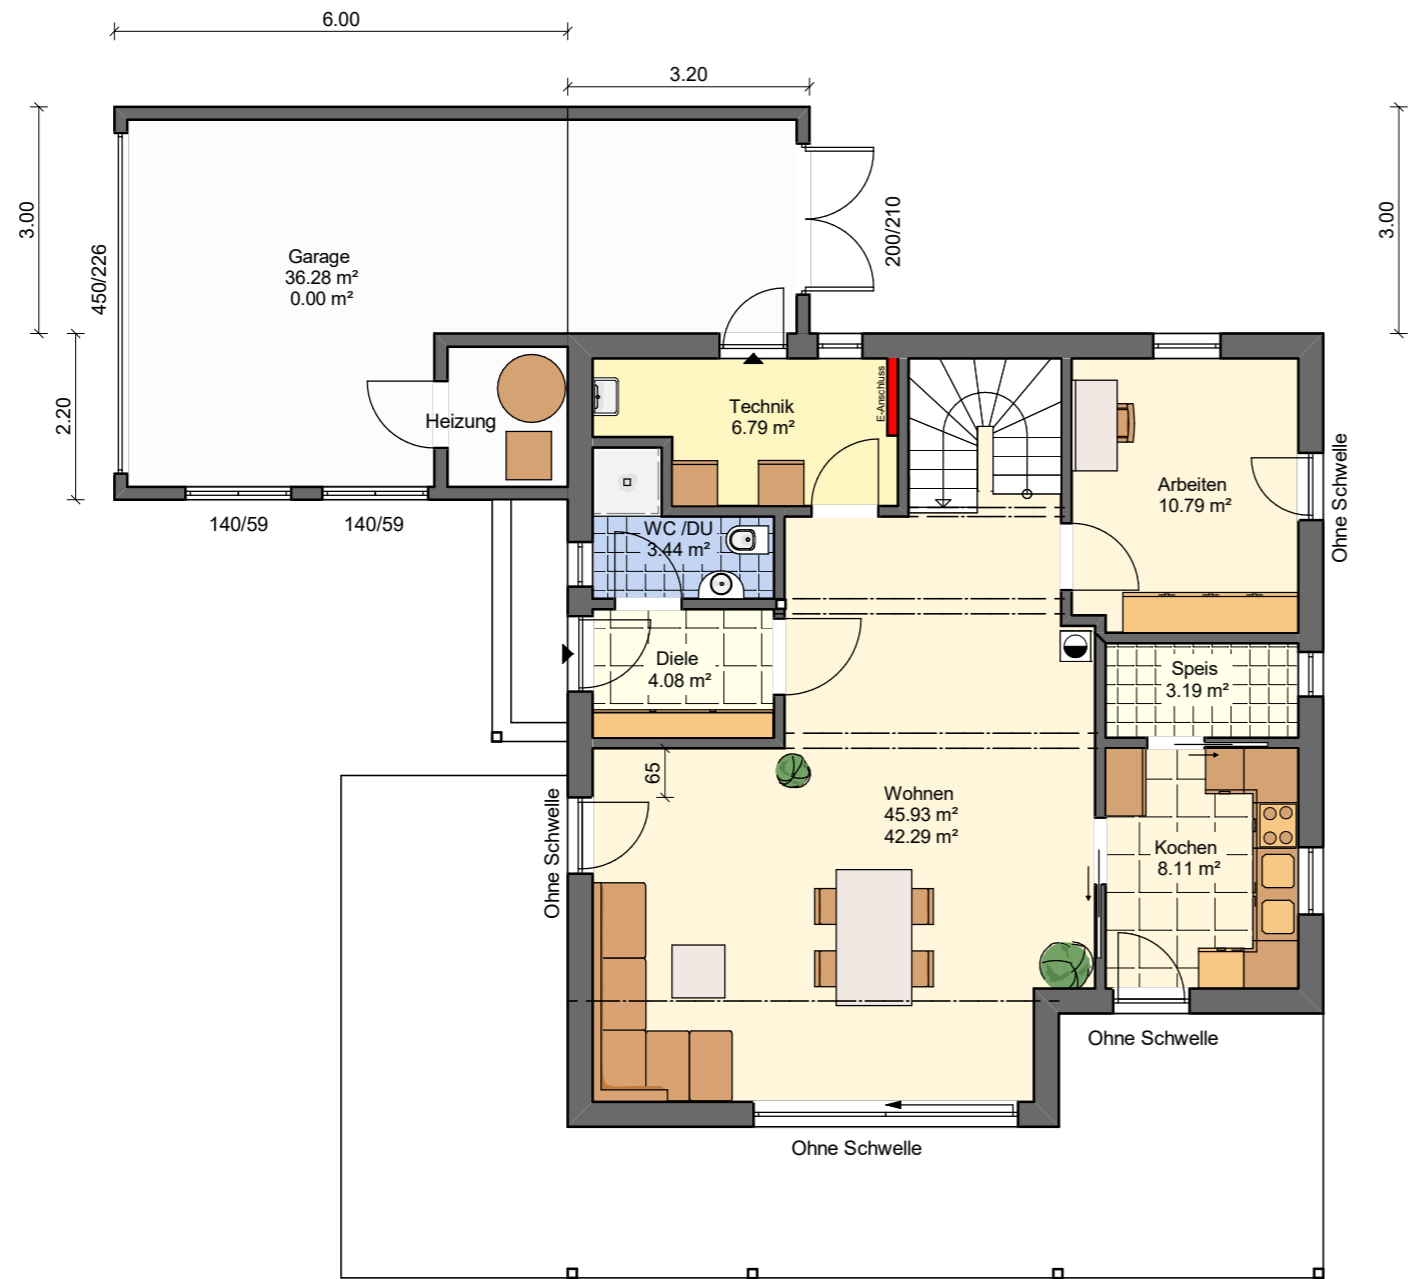 6.00
3.20
3.00
3.00
450/226
200/210
Garage
36.28 m²
0.00 m²
2.20
Heizung
Technik
6.79 m²
E-Anschluss
Arbeiten
10.79 m²
Ohne Schwelle
140/59
140/59
WC /DU
3.44 m²
Diele
4.08 m²
Speis
3.19 m²
65
Wohnen
45.93 m²
42.29 m²
Kochen
8.11 m²
Ohne Schwelle
Ohne Schwelle
Ohne Schwelle